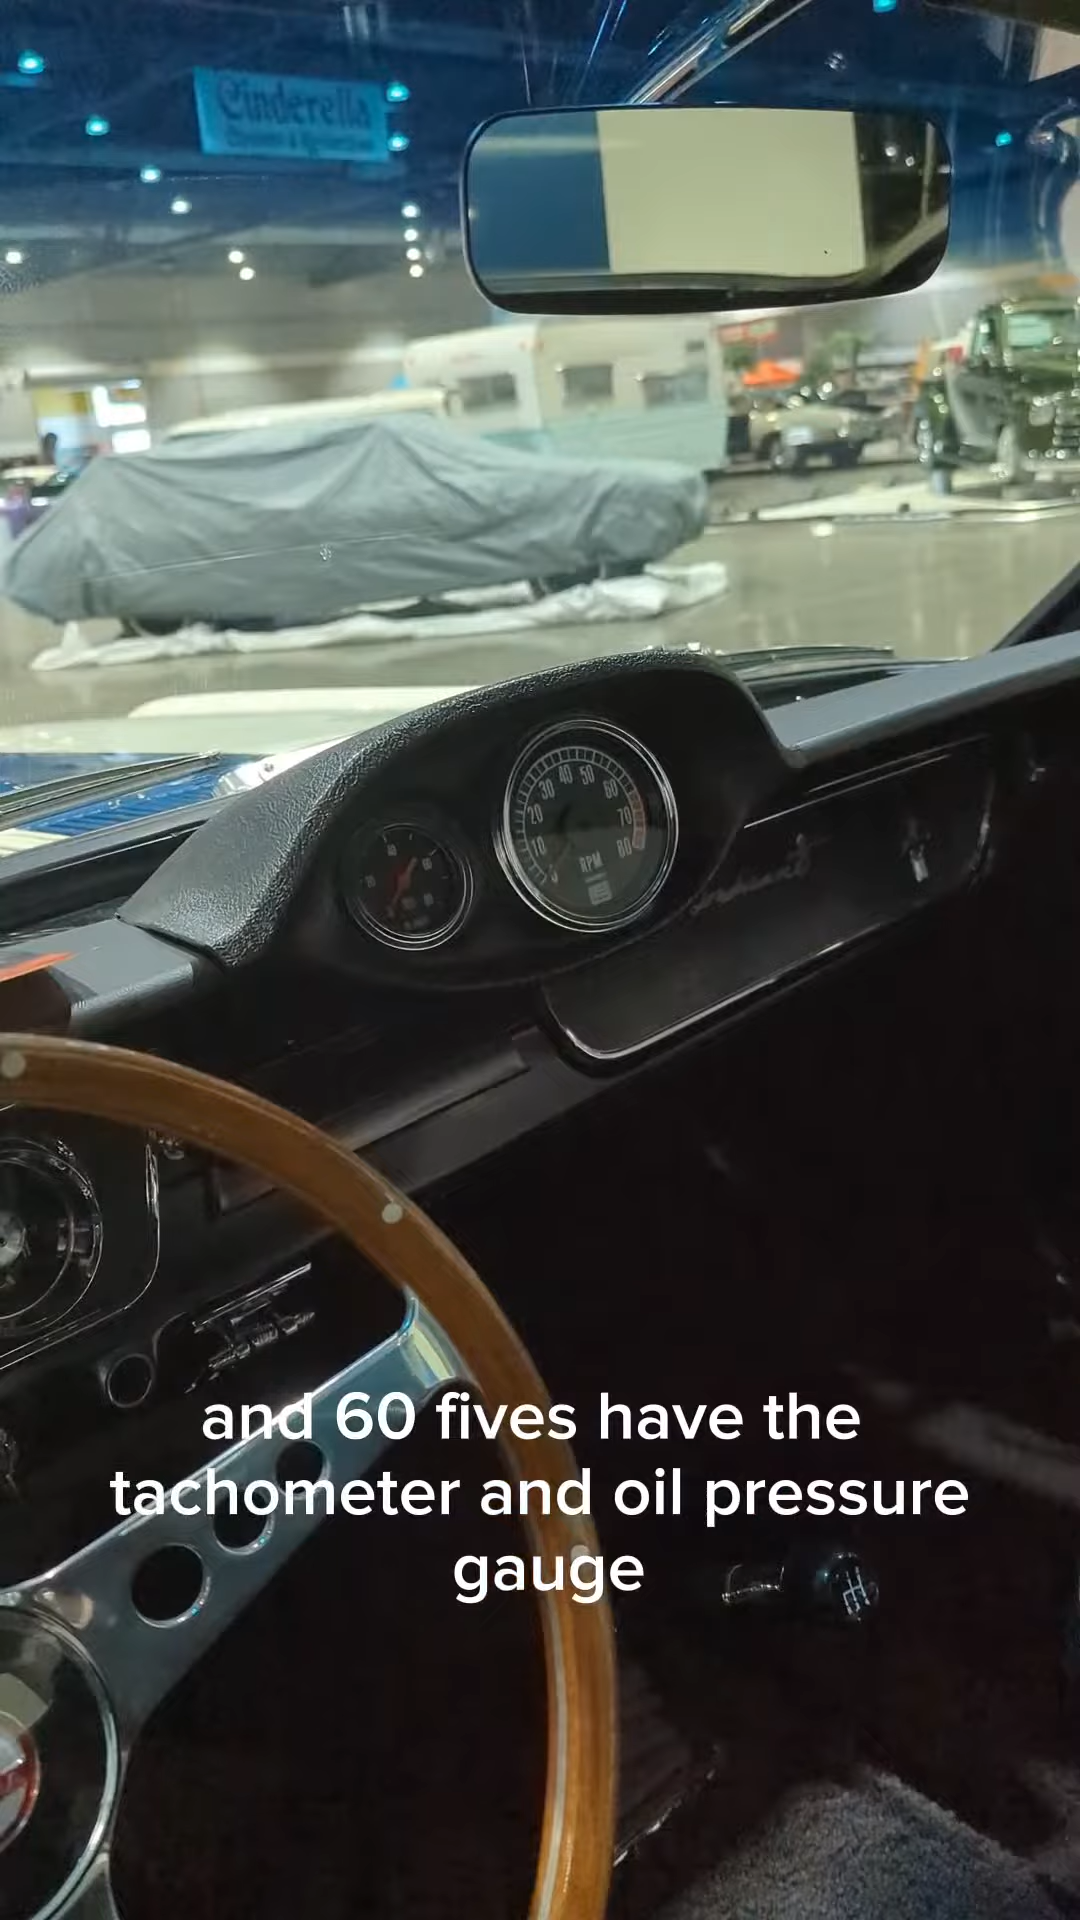 Cinderella
40 50
30 60
20 70
10 80
RPM
and 60 fives have the
tachometer and oil pressure
gauge